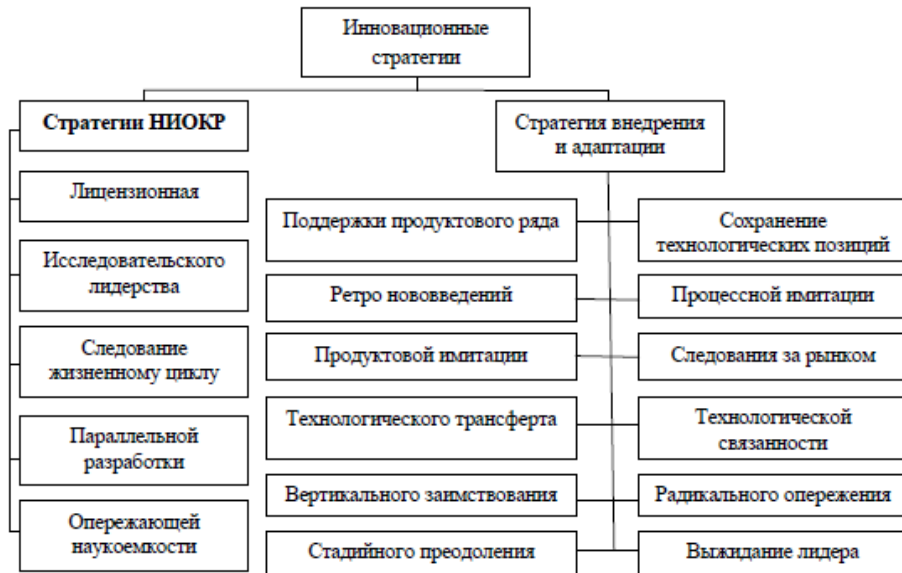 Инновационные
стратегии
Стратегии НИОКР
Стратегия внедрения
и адаптации
Лицензионная
Исследовательского
лидерства
Следование
жизненному циклу
Параллельной
разработки
Опережающей
наукоемкости
Поддержки продуктового ряда
Сохранение
технологических позиций
Ретро нововведений
Процессной имитации
Продуктовой имитации
Следования за рынком
Технологического трансферта
Технологической
связанности
Вертикального заимствования
Радикального опережения
Стадийного преодоления
Выжидание лидера